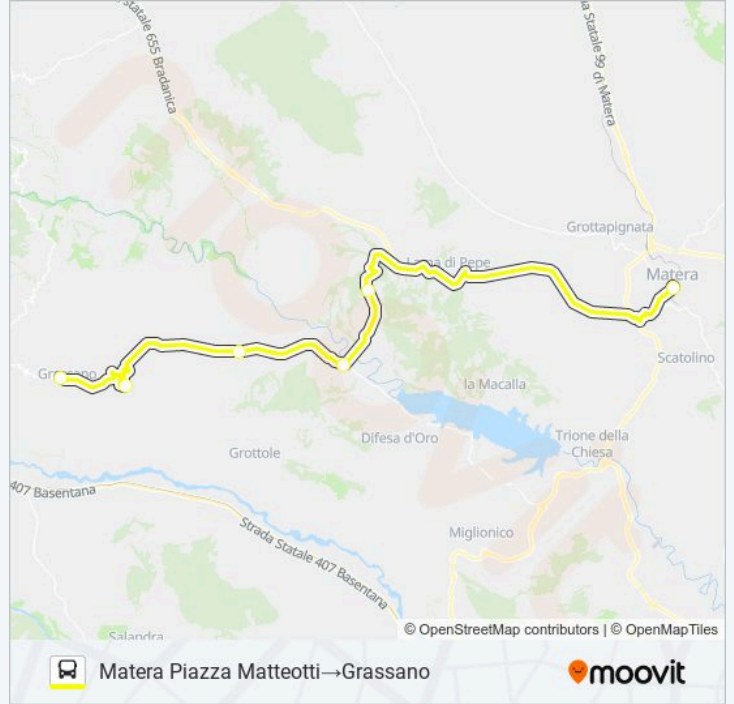 Statale 655 Bradanica
a Statale 99 di Matera
Grottapignata
Lama di Pepe
Matera
Scatolino
Grassano
la Macalla
Difesa d'Oro
Trione della
Chiesa
Grottole
407 Basentana
Strada Statale 407 Basentana
Miglionico
Salandra
© OpenStreetMap contributors | © OpenMapTiles
Matera Piazza Matteotti→Grassano
moovit